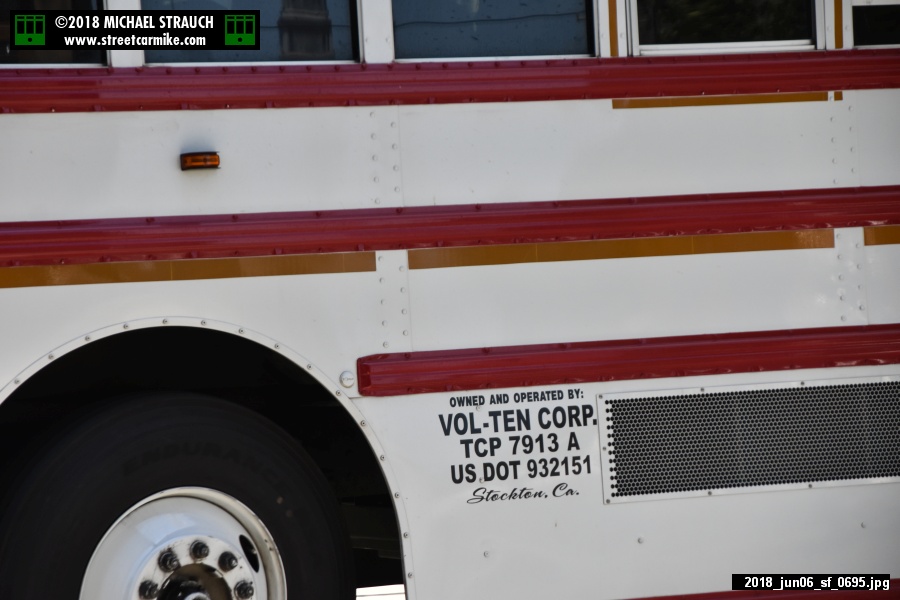 ©2018 MICHAEL STRAUCH
www.streetcarmike.com
OWNED AND OPERATED BY:
VOL-TEN CORP.
TCP 7913 A
US DOT 932151
Stockton, Ca.
2018_jun06_sf_0695.jpg